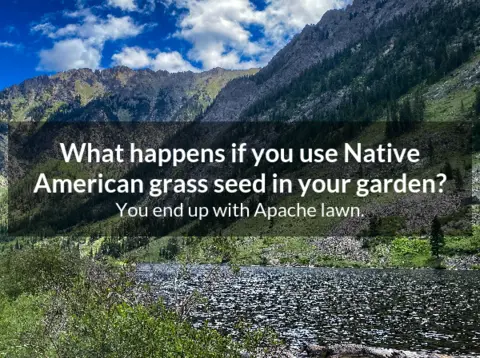 What happens if you use Native
American grass seed in your garden?
You end up with Apache lawn.